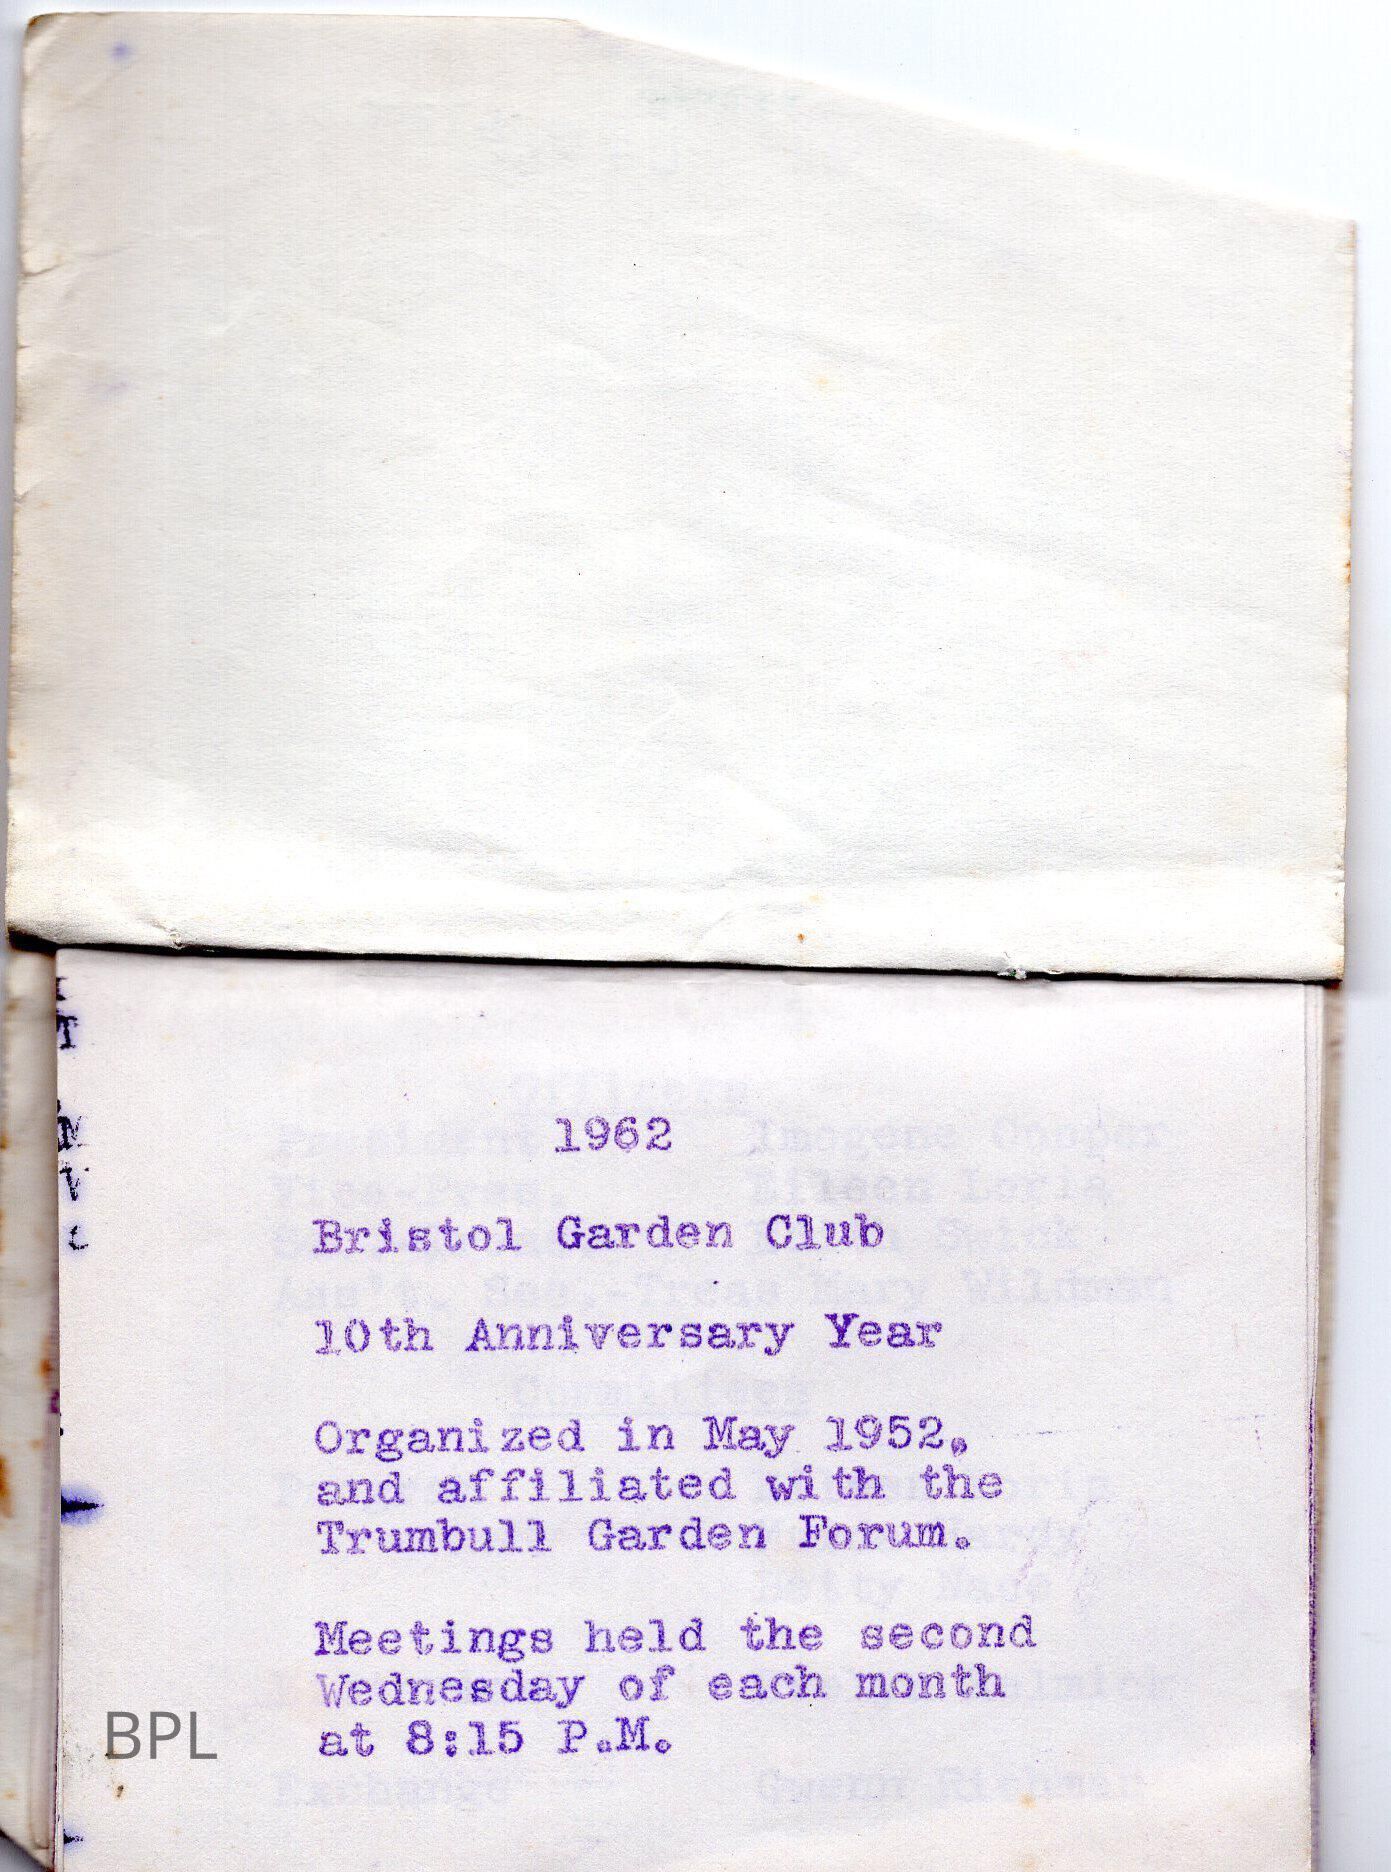 1962
Bristol Garden Club
10th Anniversary Year
Organized in May 1952,
and affiliated with the
Trumbull Garden Forum.
Meetings held the second
Wednesday of each month
at 8:15 P.M.
BPL